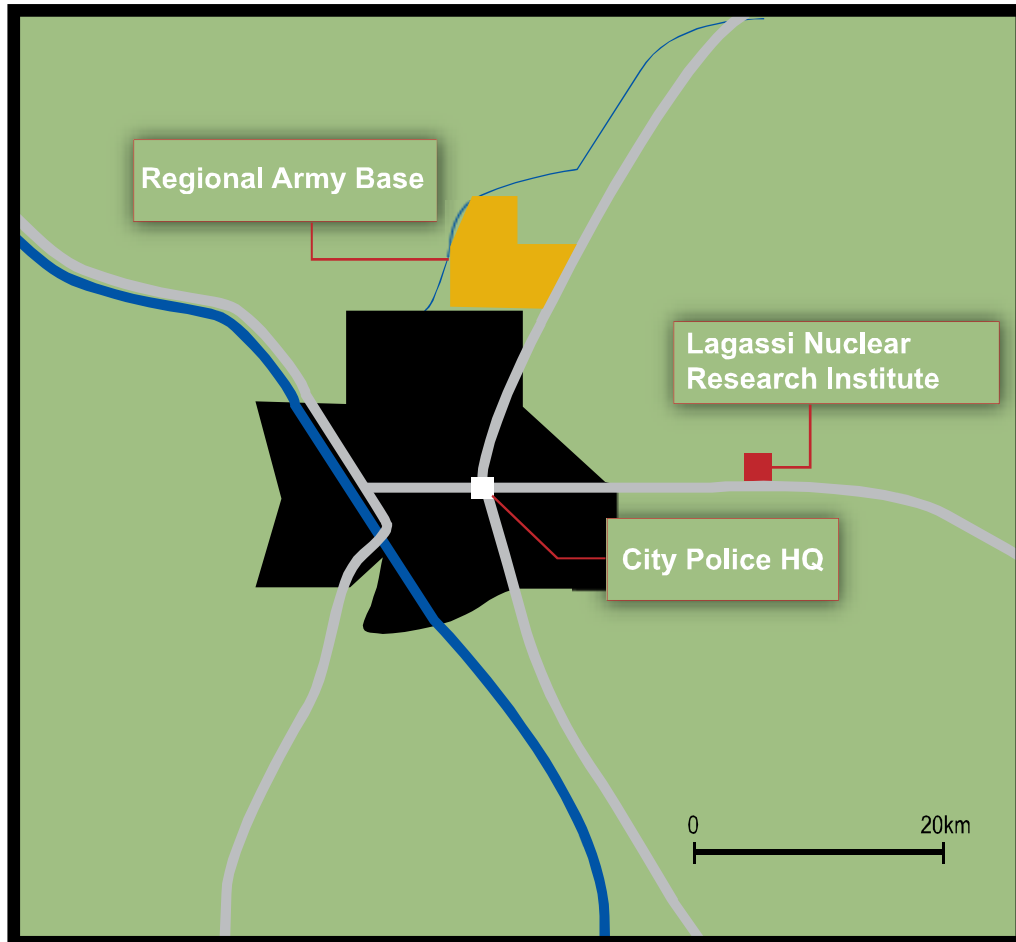 Regional Army Base
Lagassi Nuclear
Research Institute
City Police HQ
0
20km